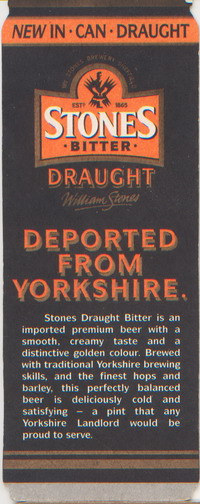 NEW IN · CAN · DRAUGHT
ESTD 1865
STONES
· BITTER ·
DRAUGHT
William Stones
DEPORTED
FROM
YORKSHIRE.
Stones Draught Bitter is an
imported premium beer with a
smooth, creamy taste and a
distinctive golden colour. Brewed
with traditional Yorkshire brewing
skills, and the finest hops and
barley, this perfectly balanced
beer is deliciously cold and
satisfying – a pint that any
Yorkshire Landlord would be
proud to serve.